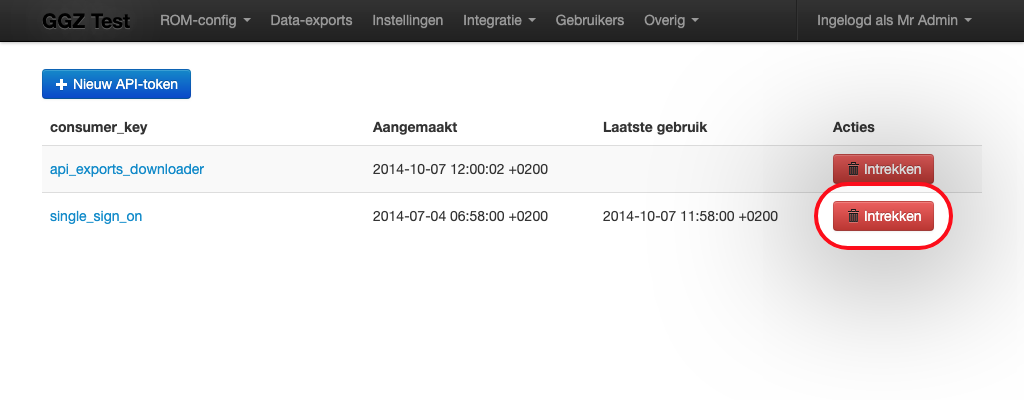 GGZ Test ROM-config Data-exports Instellingen Integratie Gebruikers Overig Ingelogd als Mr Admin
Nieuw API-token
consumer_key Aangemaakt Laatste gebruik Acties
api_exports_downloader 2014-10-07 12:00:02 +0200 Intrekken
single_sign_on 2014-07-04 06:58:00 +0200 2014-10-07 11:58:00 +0200 Intrekken